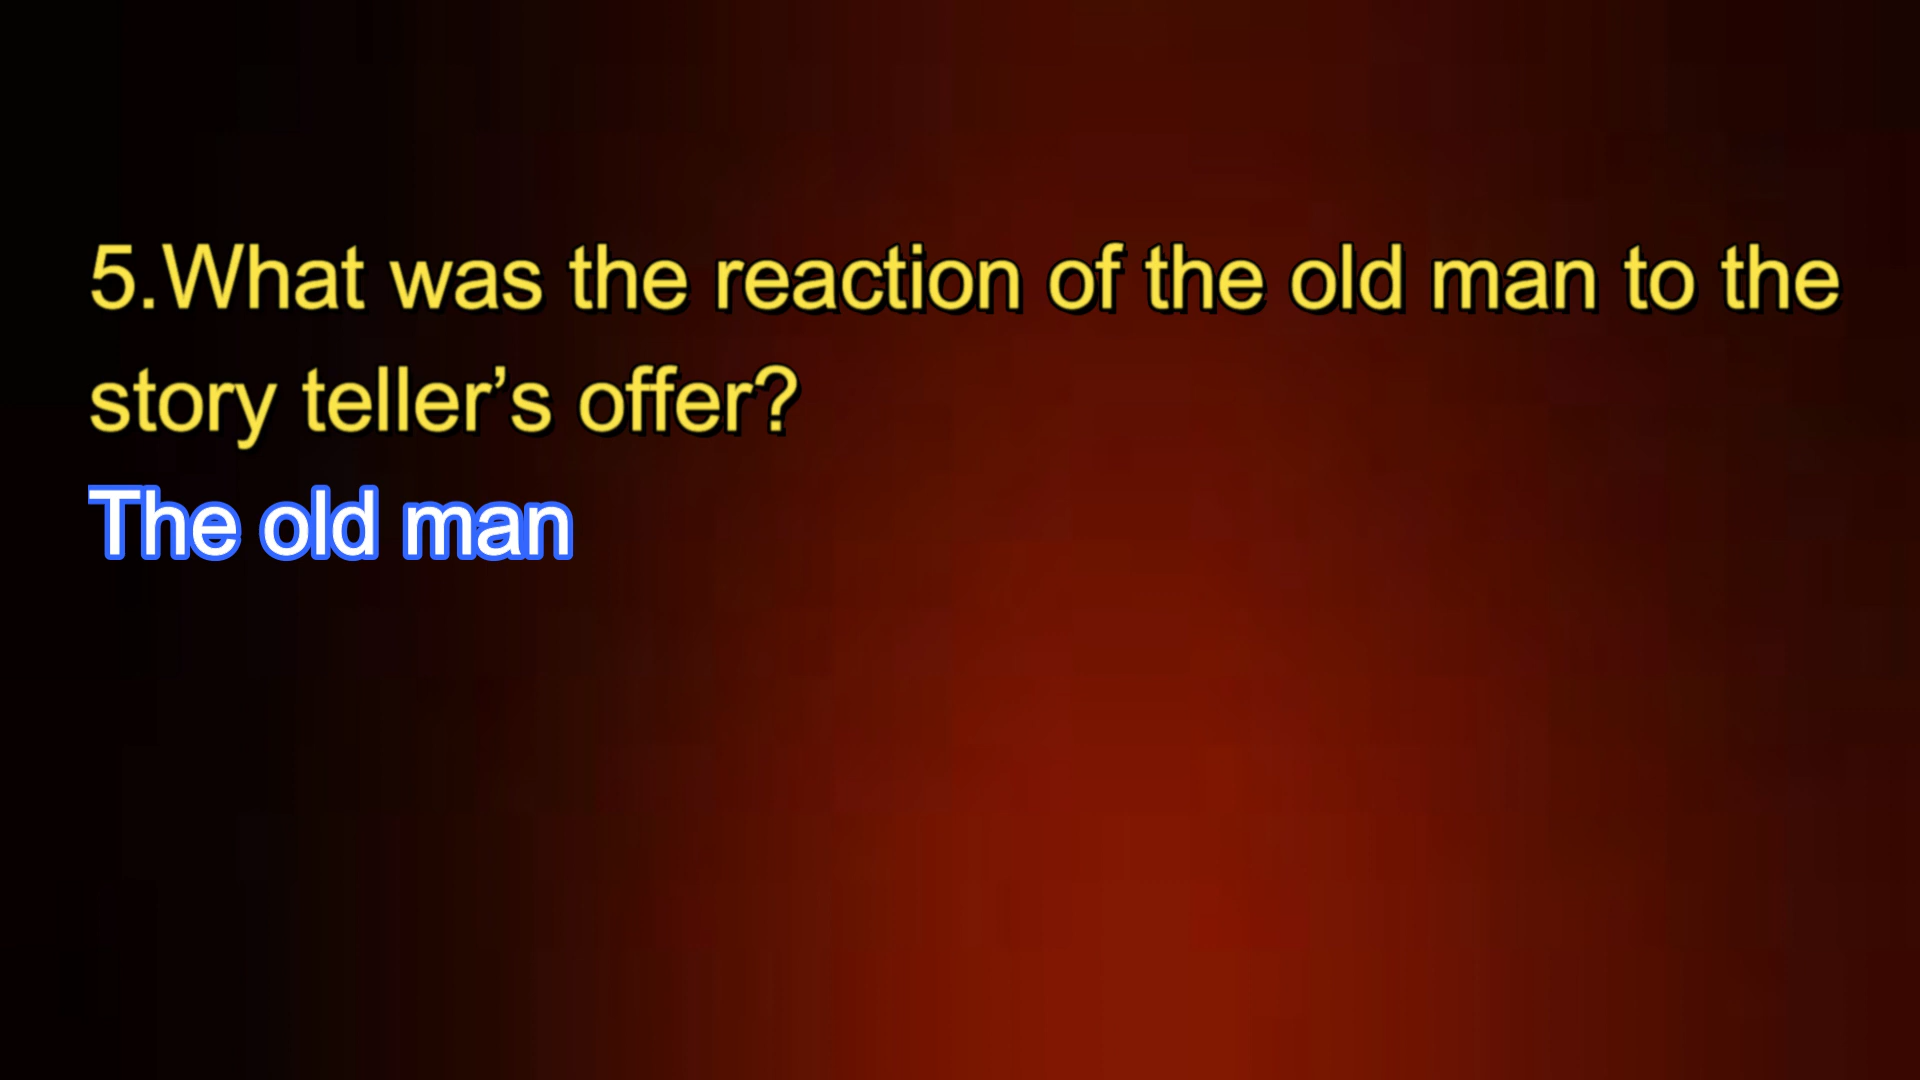 5.What was the reaction of the old man to the
story teller’s offer?
The old man